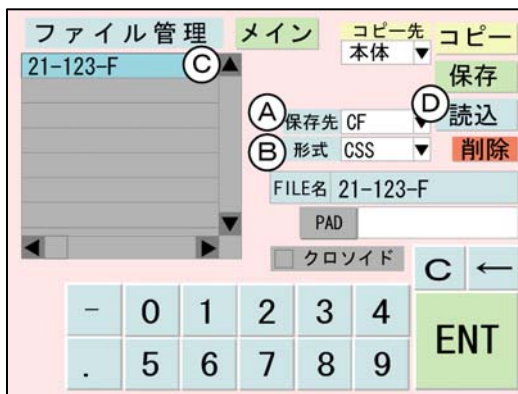 ファイル管理 メイン コピー先 コピー
本体 ▼
21-123-F C ▲ 保存
A 保存先 CF ▼ D 読込
B 形式 CSS ▼ 削除
FILE名 21-123-F
PAD
▼
◀ ▶ クロソイド
C ←
- 0 1 2 3 4 ENT
. 5 6 7 8 9